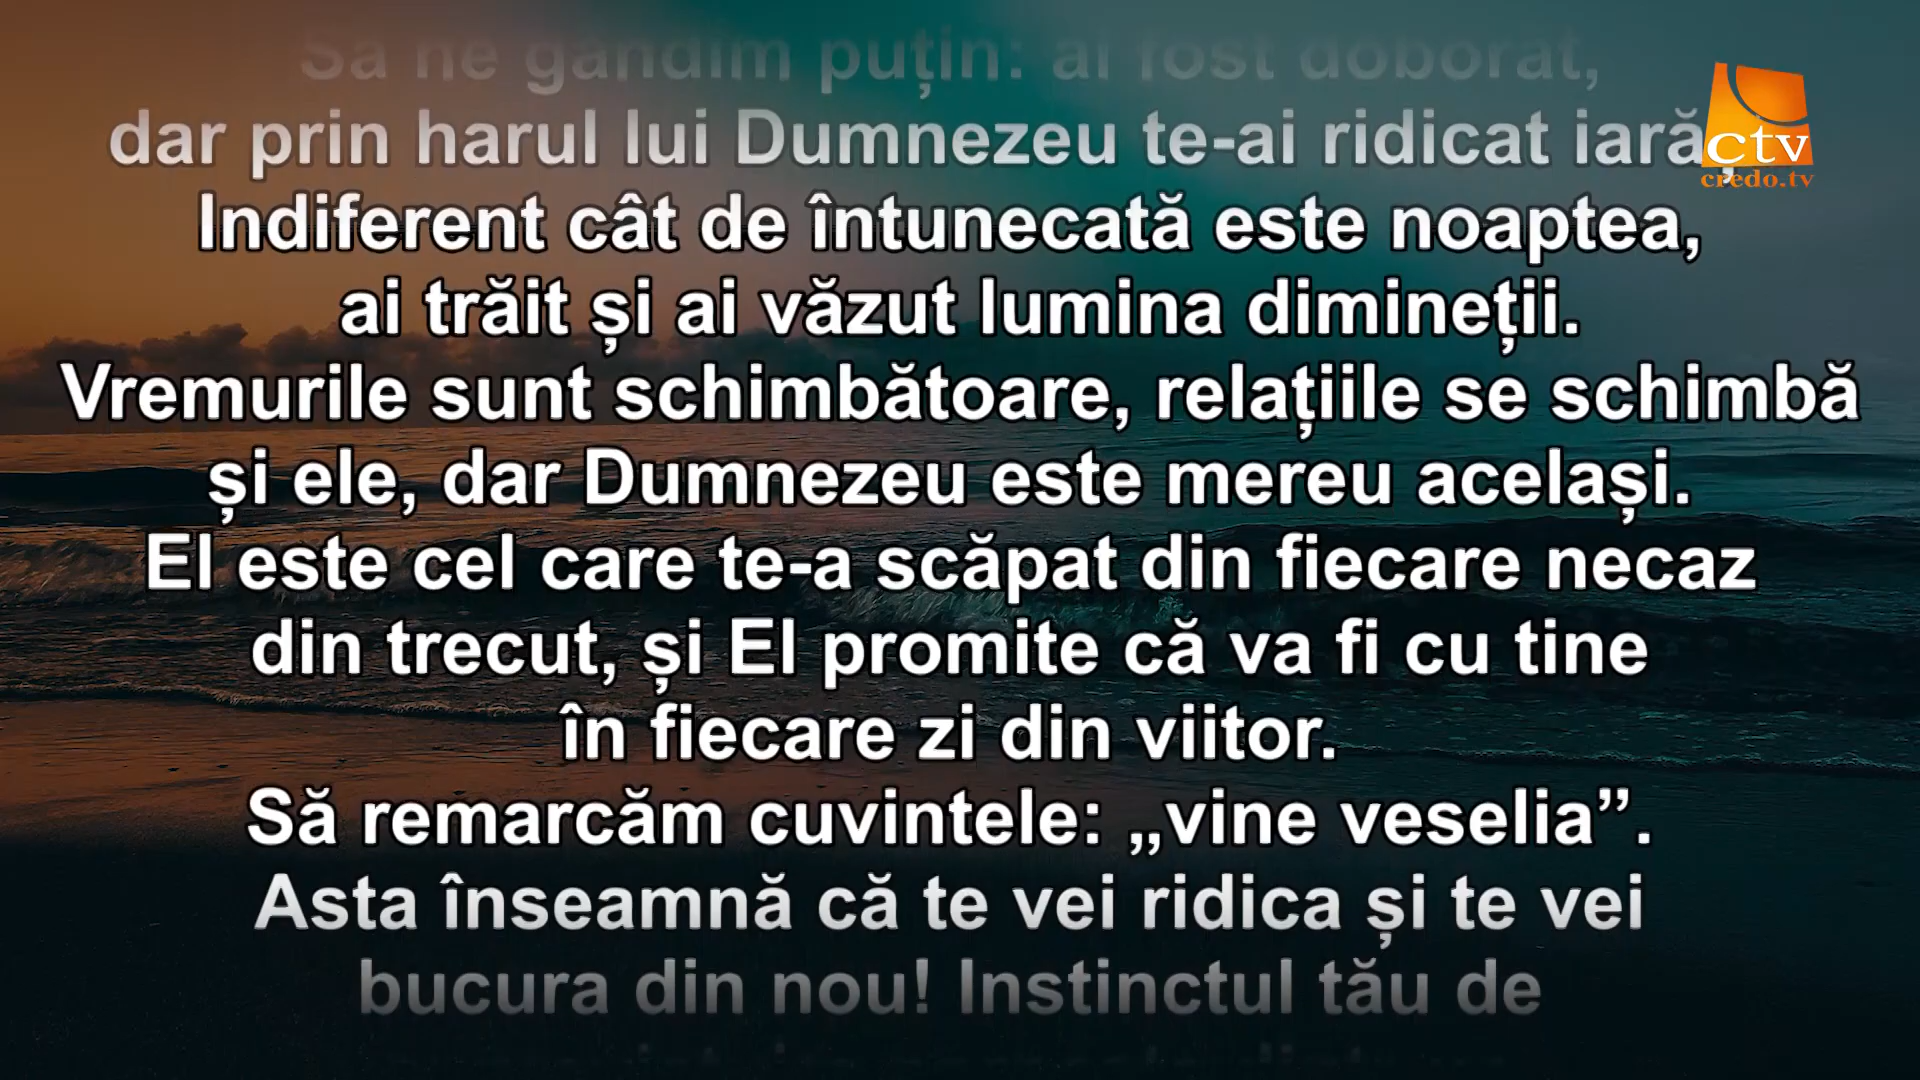 Să ne gândim puțin: ai fost doborât,
dar prin harul lui Dumnezeu te-ai ridicat
Indiferent cât de întunecată este noaptea,
ai trăit și ai văzut lumina dimineții.
Vremurile sunt schimbătoare, relațiile se schimbă
și ele, dar Dumnezeu este mereu același.
El este cel care te-a scăpat din fiecare necaz
din trecut, și El promite că va fi cu tine
în fiecare zi din viitor.
Să remarcăm cuvintele: „vine veselia”.
Asta înseamnă că te vei ridica și te vei
bucura din nou! Instinctul tău de
ctv
credo.tv